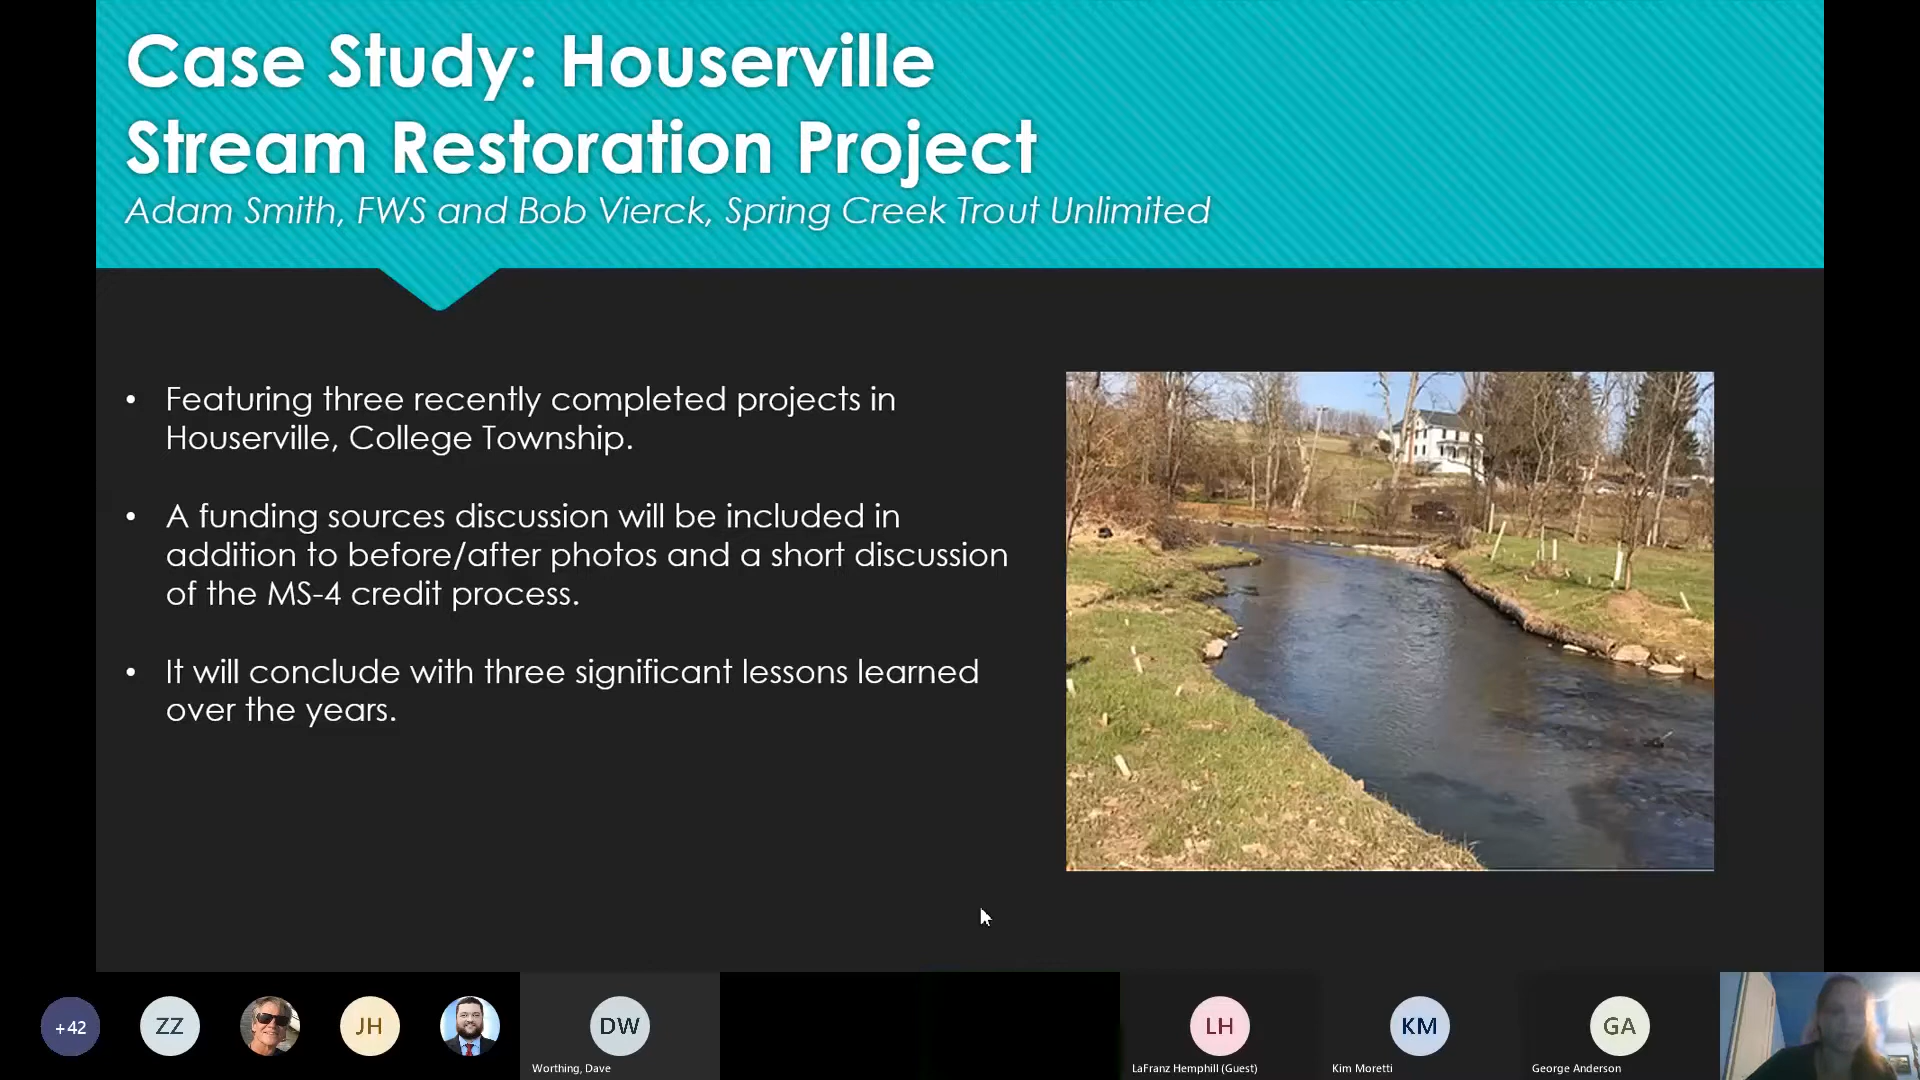 Case Study: Houserville
Stream Restoration Project
Adam Smith, FWS and Bob Vierck, Spring Creek Trout Unlimited
• Featuring three recently completed projects in
Houserville, College Township.
• A funding sources discussion will be included in
addition to before/after photos and a short discussion
of the MS-4 credit process.
• It will conclude with three significant lessons learned
over the years.
+42
ZZ
JH
DW
LH
KM
GA
Worthing, Dave
LaFranz Hemphill (Guest)
Kim Moretti
George Anderson